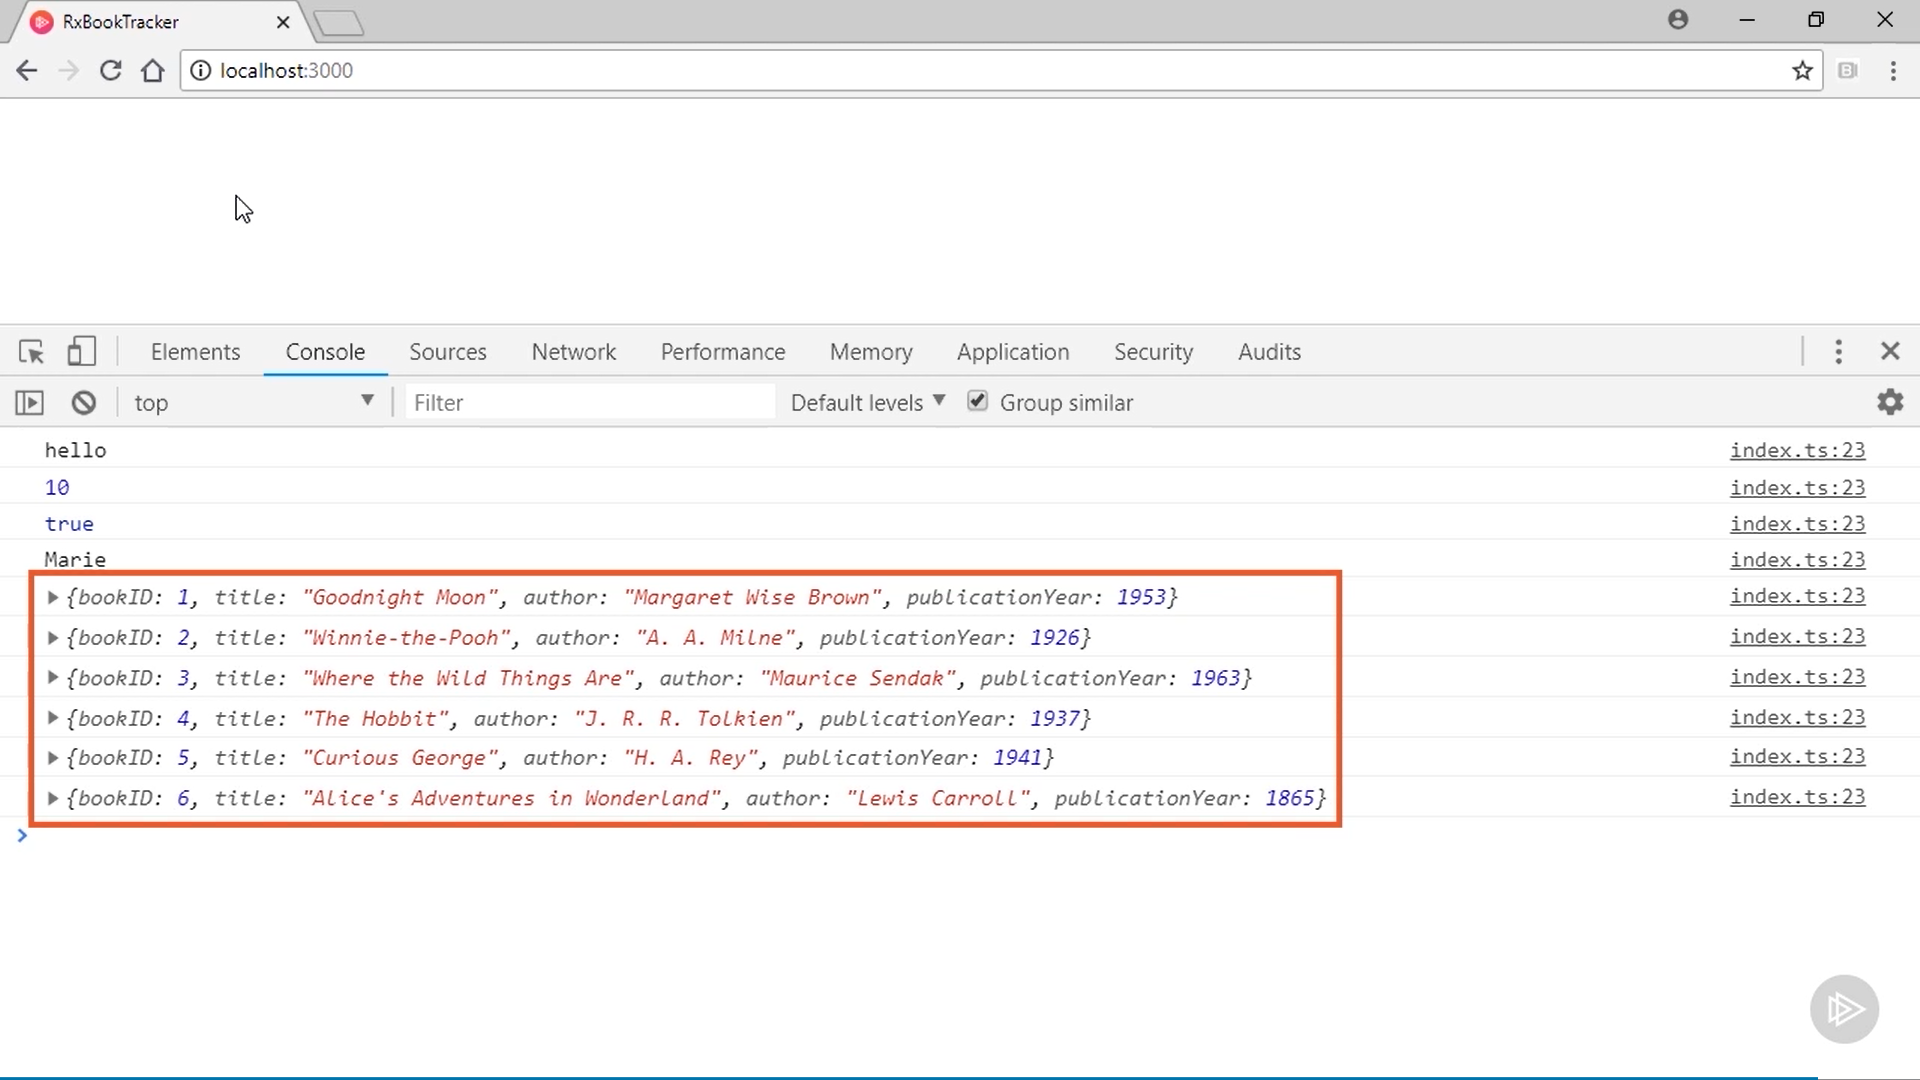 RxBookTracker
localhost:3000
Elements Console Sources Network Performance Memory Application Security Audits
top Filter Default levels Group similar
hello index.ts:23
10 index.ts:23
true index.ts:23
Marie index.ts:23
{bookID: 1, title: "Goodnight Moon", author: "Margaret Wise Brown", publicationYear: 1953} index.ts:23
{bookID: 2, title: "Winnie-the-Pooh", author: "A. A. Milne", publicationYear: 1926} index.ts:23
{bookID: 3, title: "Where the Wild Things Are", author: "Maurice Sendak", publicationYear: 1963} index.ts:23
{bookID: 4, title: "The Hobbit", author: "J. R. R. Tolkien", publicationYear: 1937} index.ts:23
{bookID: 5, title: "Curious George", author: "H. A. Rey", publicationYear: 1941} index.ts:23
{bookID: 6, title: "Alice's Adventures in Wonderland", author: "Lewis Carroll", publicationYear: 1865} index.ts:23